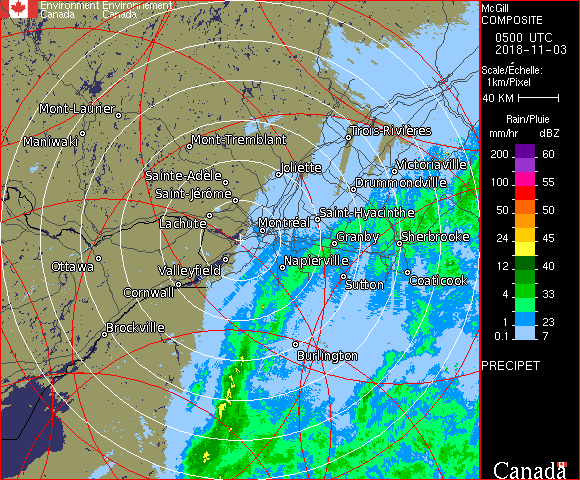 Environment Environnement
Canada Canada
McGill
COMPOSITE
0500 UTC
2018-11-03
Scale/Échelle:
1km/Pixel
40 KM
Rain/Pluie
mm/hr dBZ
200 60
100 55
50 50
24 45
12 40
4 33
1 23
0.1 7
PRECIPET
Canada
Mont-Laurier
Maniwaki
Mont-Tremblant
Trois-Rivières
Sainte-Adèle
Joliette
Victoriaville
Saint-Jérôme
Drummondville
Lachute
Montréal
Saint-Hyacinthe
Granby
Sherbrooke
Ottawa
Valleyfield
Napierville
Cornwall
Sutton
Coaticook
Brockville
Burlington